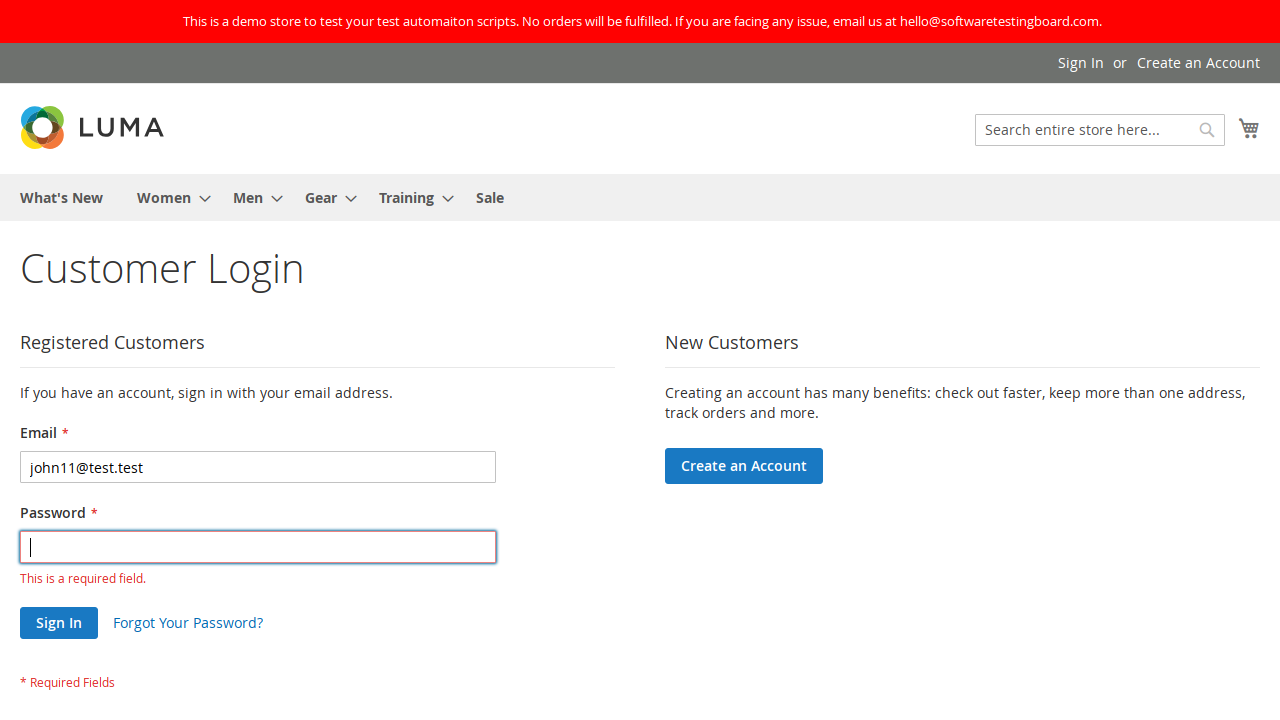 This is a demo store to test your test automaiton scripts. No orders will be fulfilled. If you are facing any issue, email us at hello@softwaretestingboard.com.
Sign In or Create an Account
LUMA
Search entire store here...
What's New Women Men Gear Training Sale
Customer Login
Registered Customers
If you have an account, sign in with your email address.
Email *
john11@test.test
Password *
This is a required field.
Sign In Forgot Your Password?
* Required Fields
New Customers
Creating an account has many benefits: check out faster, keep more than one address,
track orders and more.
Create an Account